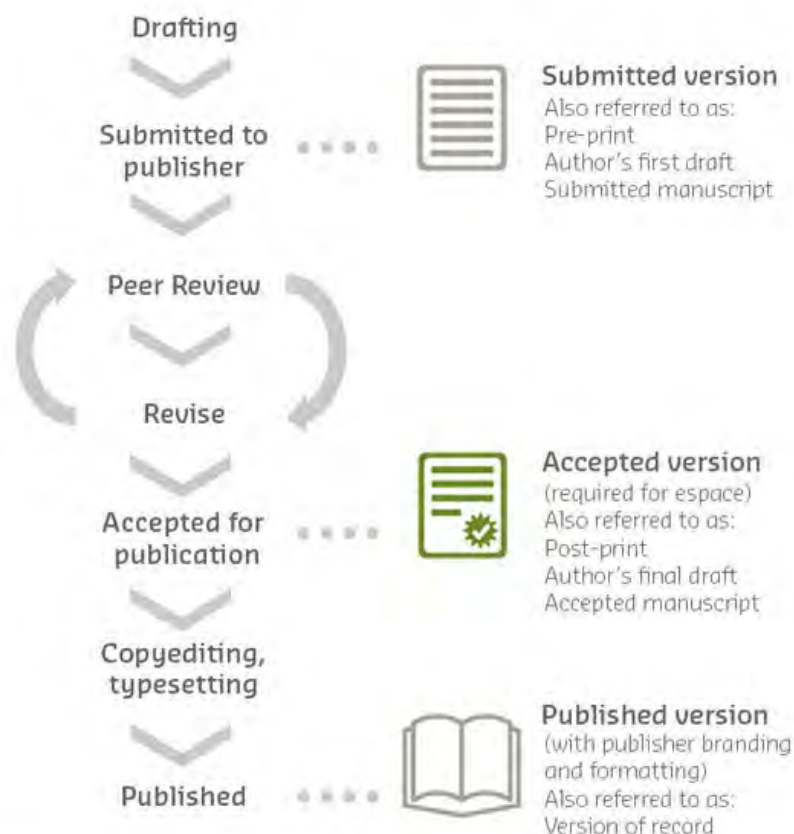 Drafting
Submitted to
publisher
Submitted version
Also referred to as:
Pre-print
Author's first draft
Submitted manuscript
Peer Review
Revise
Accepted for
publication
Accepted version
(required for espace)
Also referred to as:
Post-print
Author's final draft
Accepted manuscript
Copyediting,
typesetting
Published
Published version
(with publisher branding
and formatting)
Also referred to as:
Version of record